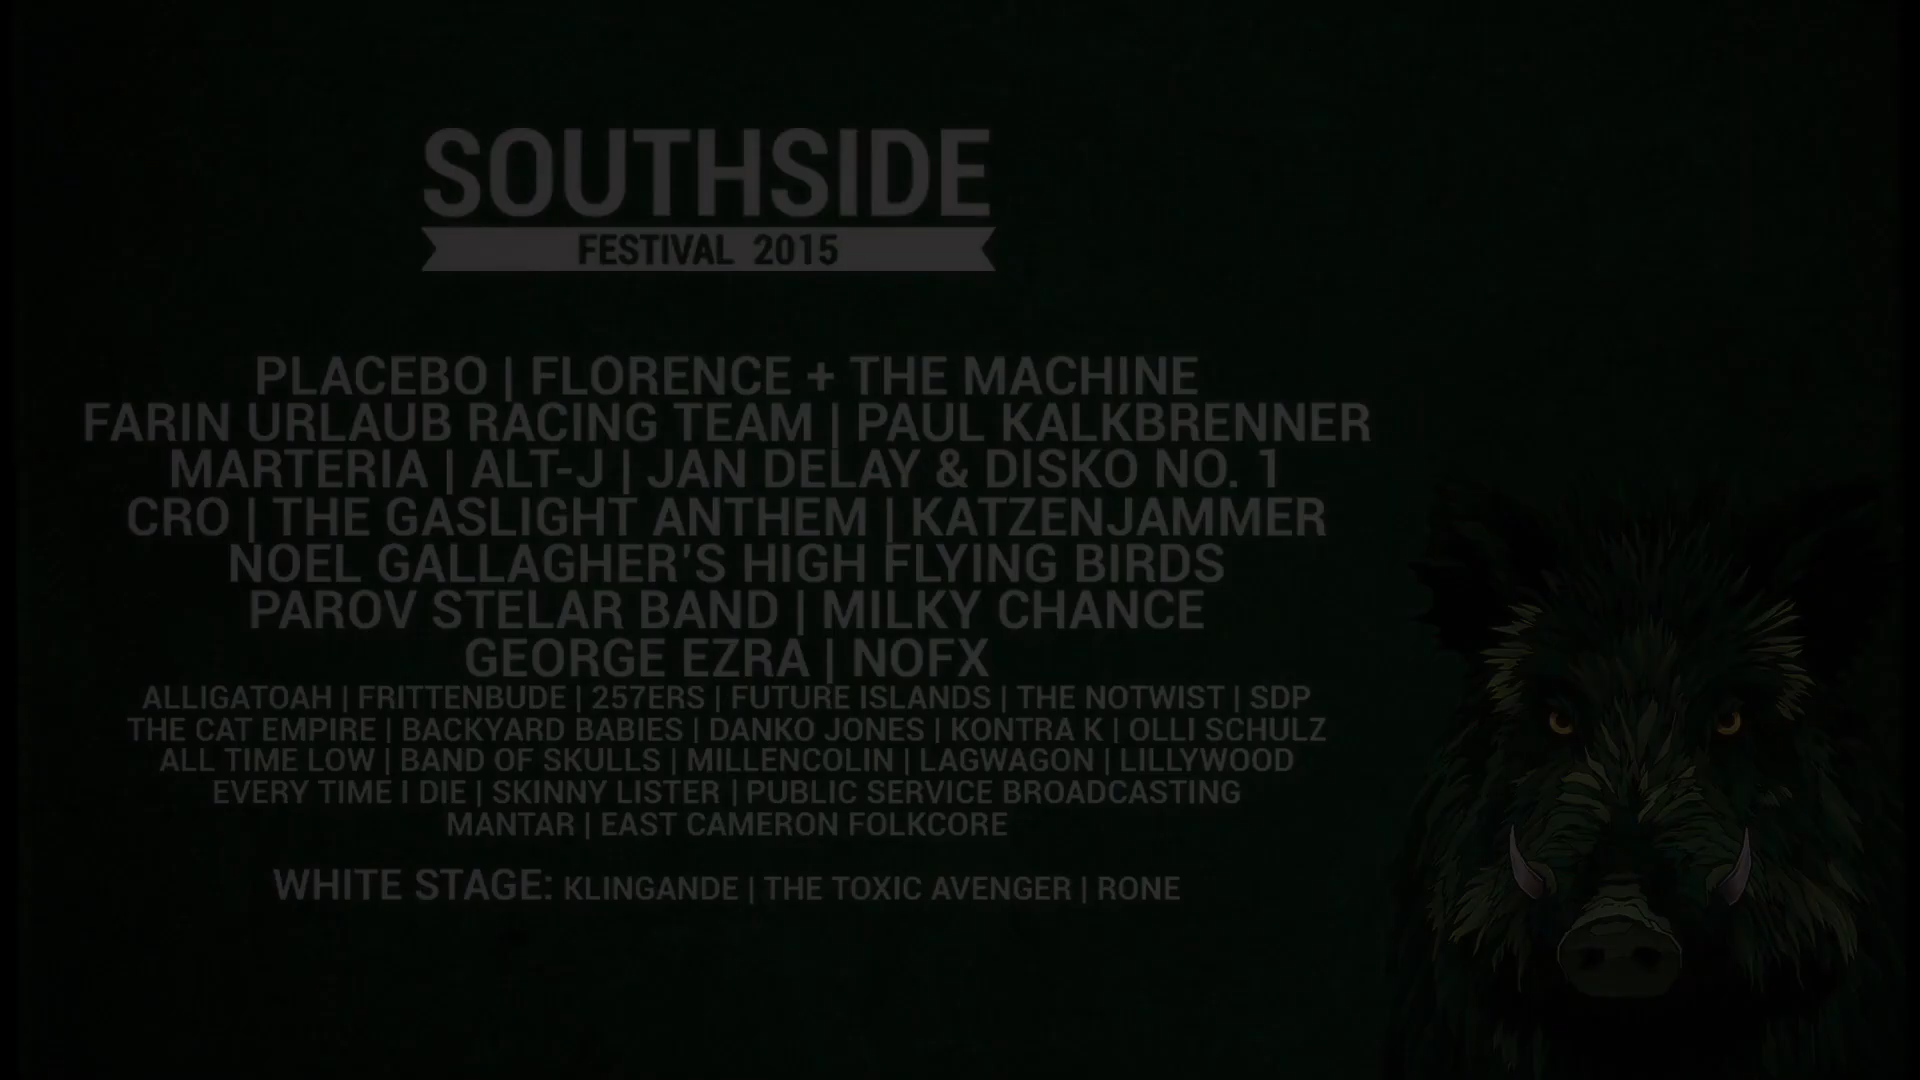 SOUTHSIDE
FESTIVAL 2015
PLACEBO | FLORENCE + THE MACHINE
FARIN URLAUB RACING TEAM | PAUL KALKBRENNER
MARTERIA | ALT-J | JAN DELAY & DISKO NO. 1
CRO | THE GASLIGHT ANTHEM | KATZENJAMMER
NOEL GALLAGHER'S HIGH FLYING BIRDS
PAROV STELAR BAND | MILKY CHANCE
GEORGE EZRA | NOFX
ALLIGATOAH | FRITTENBUDE | 257ERS | FUTURE ISLANDS | THE NOTWIST | SDP
THE CAT EMPIRE | BACKYARD BABIES | DANKO JONES | KONTRA K | OLLI SCHULZ
ALL TIME LOW | BAND OF SKULLS | MILLENCOLIN | LAGWAGON | LILLYWOOD
EVERY TIME I DIE | SKINNY LISTER | PUBLIC SERVICE BROADCASTING
MANTAR | EAST CAMERON FOLKCORE
WHITE STAGE: KLINGANDE | THE TOXIC AVENGER | RONE